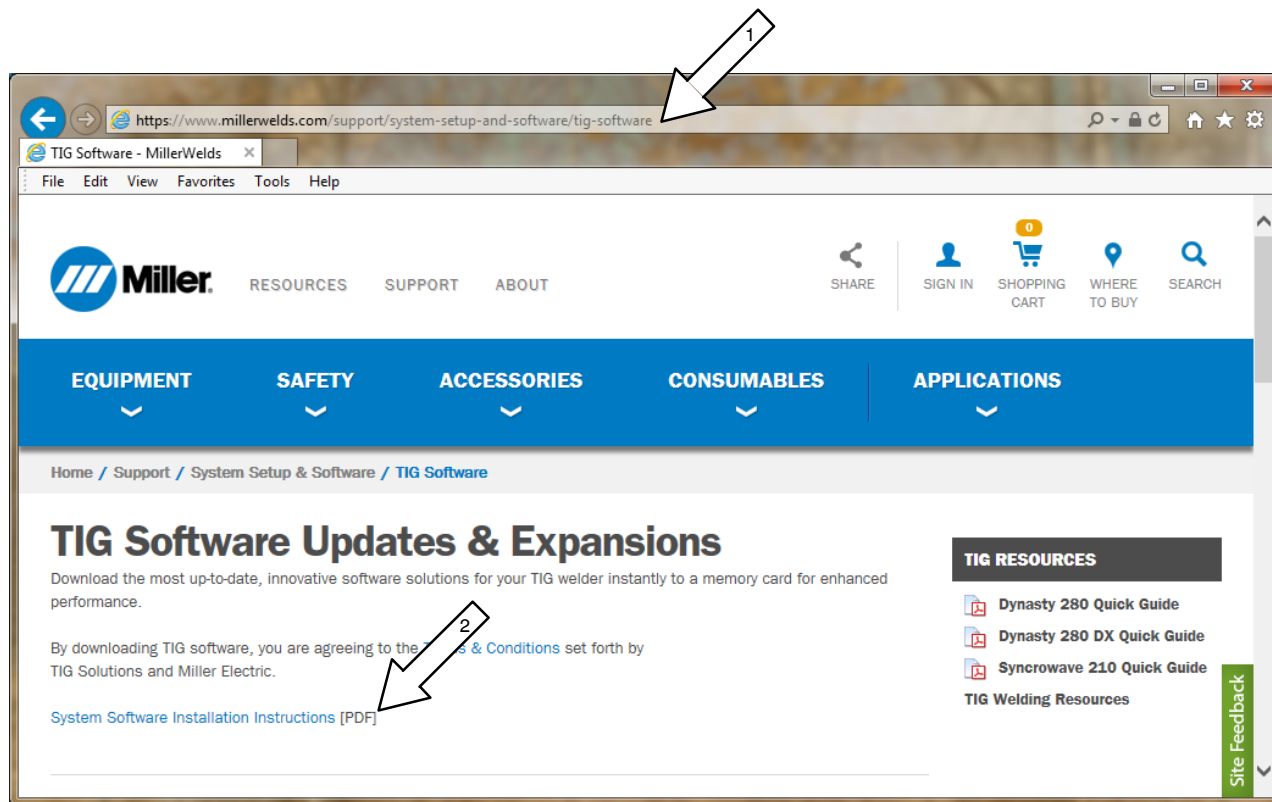 1
https://www.millerwelds.com/support/system-setup-and-software/tig-software
TIG Software - MillerWelds
File Edit View Favorites Tools Help
0
Miller. RESOURCES SUPPORT ABOUT
SHARE SIGN IN SHOPPING CART WHERE TO BUY SEARCH
EQUIPMENT SAFETY ACCESSORIES CONSUMABLES APPLICATIONS
Home / Support / System Setup & Software / TIG Software
TIG Software Updates & Expansions
Download the most up-to-date, innovative software solutions for your TIG welder instantly to a memory card for enhanced
performance.
2
By downloading TIG software, you are agreeing to the & Conditions set forth by
TIG Solutions and Miller Electric.
System Software Installation Instructions [PDF]
TIG RESOURCES
Dynasty 280 Quick Guide
Dynasty 280 DX Quick Guide
Syncrowave 210 Quick Guide
TIG Welding Resources
Site Feedback